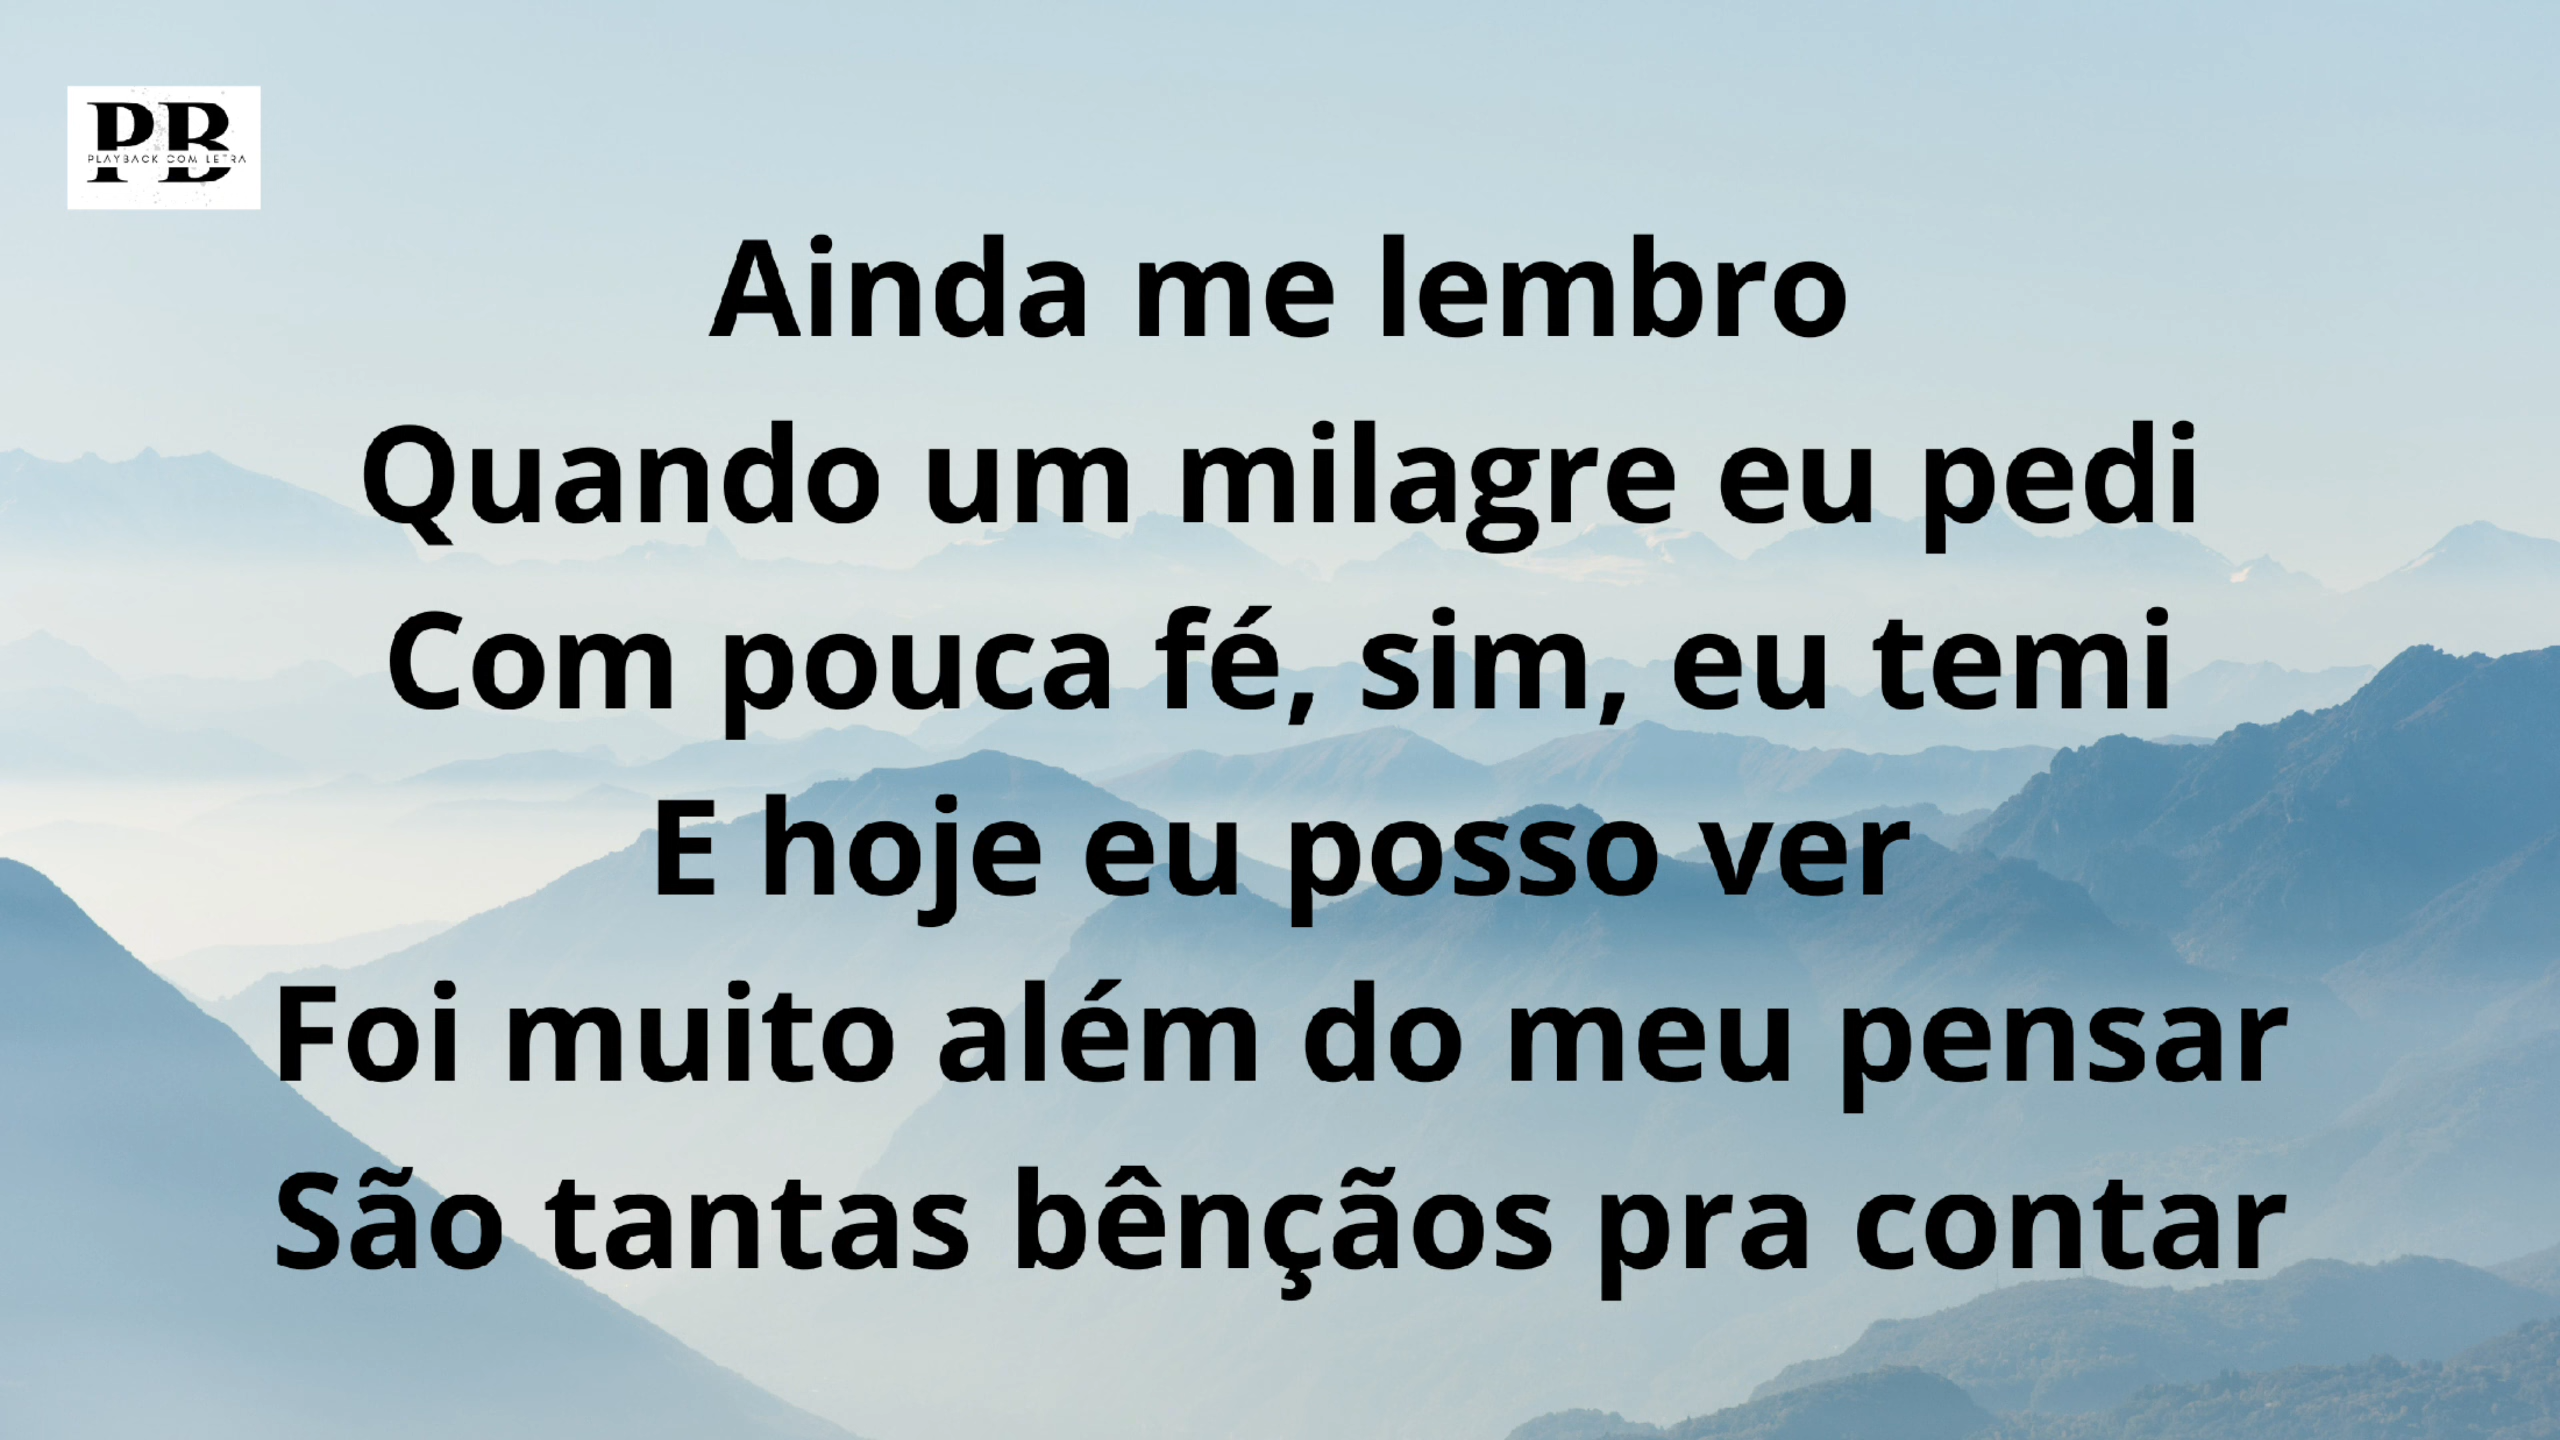 PB
PLAYBACK COM LETRA
Ainda me lembro
Quando um milagre eu pedi
Com pouca fé, sim, eu temi
E hoje eu posso ver
Foi muito além do meu pensar
São tantas bênçãos pra contar